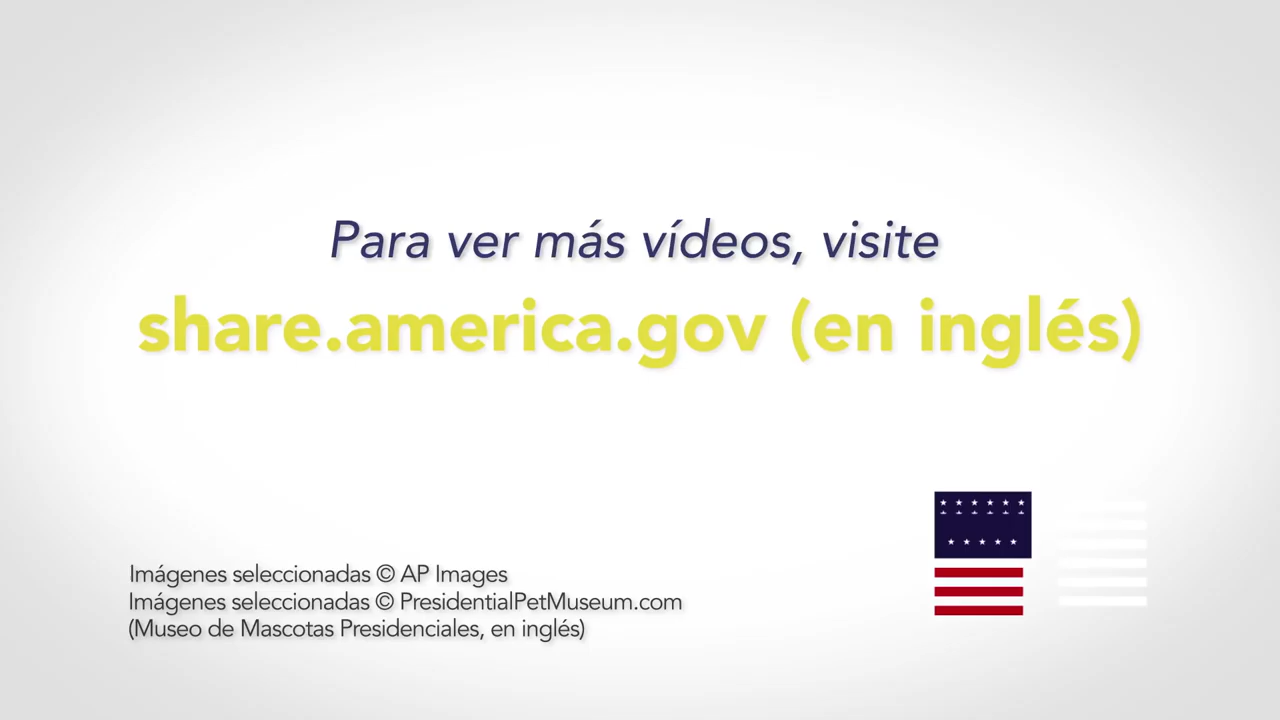 Para ver más vídeos, visite
share.america.gov (en inglés)
Imágenes seleccionadas © AP Images
Imágenes seleccionadas © PresidentialPetMuseum.com
(Museo de Mascotas Presidenciales, en inglés)